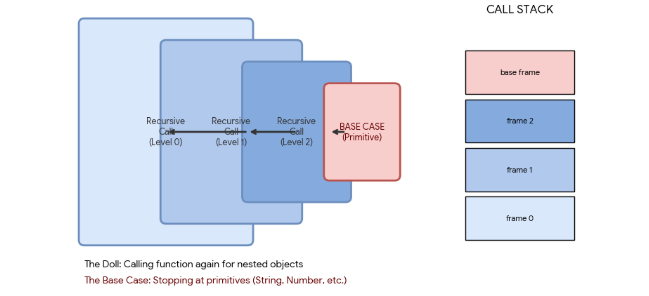 CALL STACK
Recursive
Call
(Level 0)
Recursive
Call
(Level 1)
Recursive
Call
(Level 2)
BASE CASE
(Primitive)
base frame
frame 2
frame 1
frame 0
The Doll: Calling function again for nested objects
The Base Case: Stopping at primitives (String, Number, etc.)